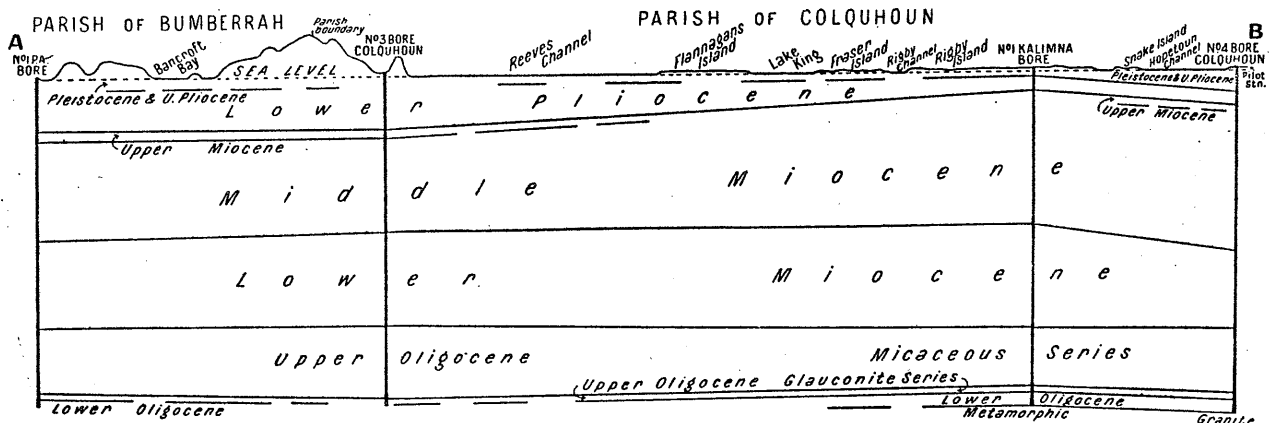 PARISH OF BUMBERRAH
PARISH OF COLQUHOUN
A
B
Nº1 PA.
BORE
Bancroft
Bay
Parish
boundary
Nº3 BORE
COLQUHOUN
Reeves
Channel
Flannagans
Island
Lake
King
Fraser
Island
Rigby
Channel
Rigby
Island
Nº1 KALIMNA
BORE
Snake Island
Hopetoun
Channel
Nº4 BORE
COLQUHOUN
Pilot
Stn.
SEA LEVEL
Pleistocene & U. Pliocene
Pleistocene & U. Pliocene
Lower Pliocene
Upper Miocene
Upper Miocene
Middle Miocene
Lower Miocene
Upper Oligocene Micaceous Series
Upper Oligocene Glauconite Series
Lower Oligocene
Lower Oligocene
Metamorphic
Granite